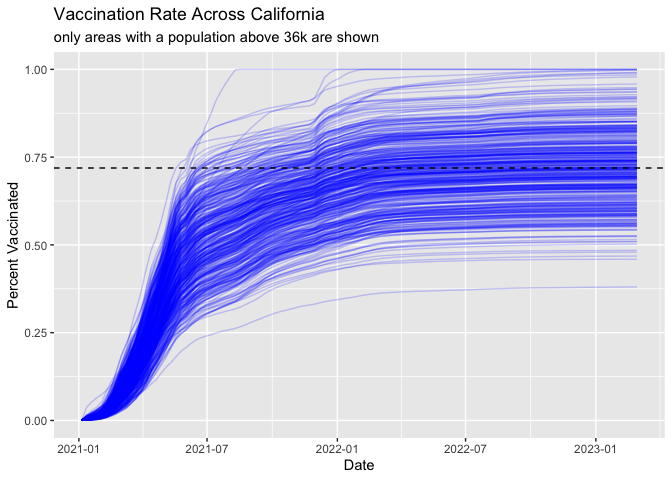 Vaccination Rate Across California
only areas with a population above 36k are shown
Percent Vaccinated
1.00
0.75
0.50
0.25
0.00
2021-01 2021-07 2022-01 2022-07 2023-01
Date